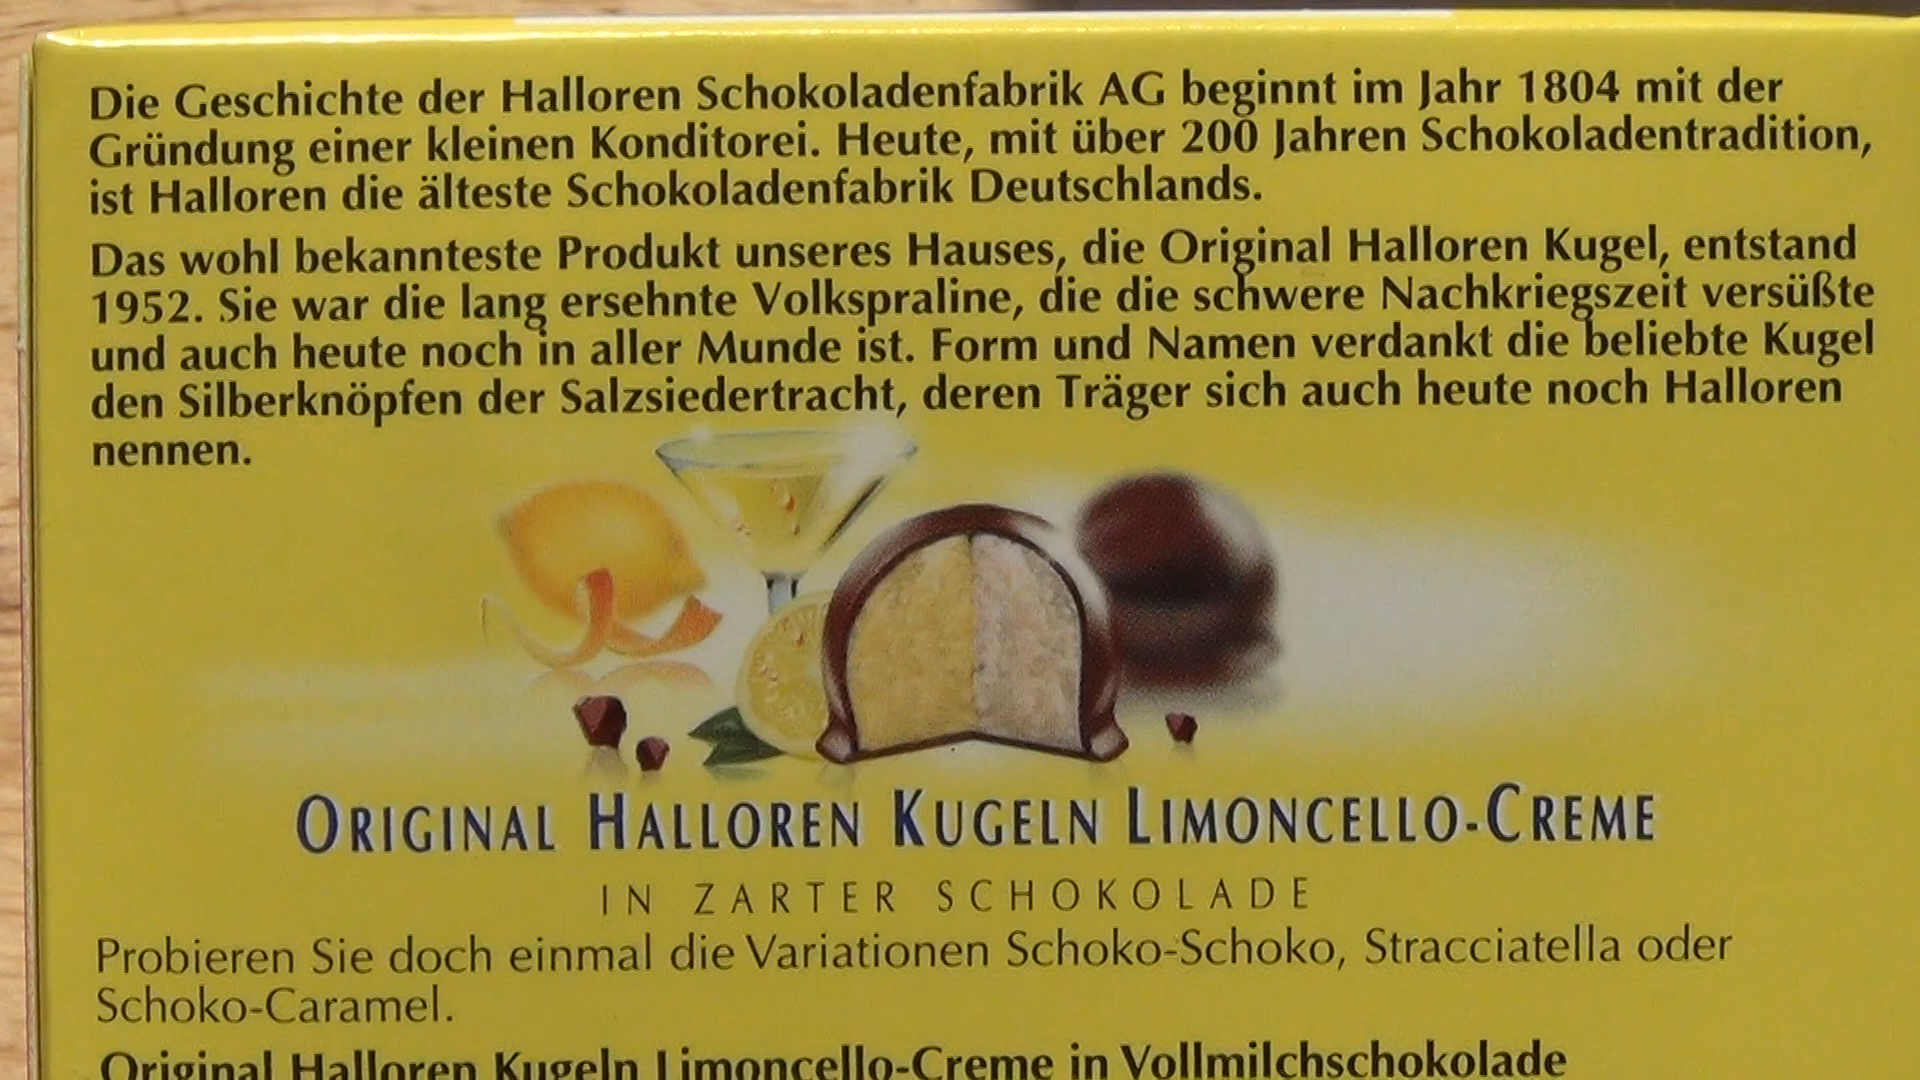 Die Geschichte der Halloren Schokoladenfabrik AG beginnt im Jahr 1804 mit der
Gründung einer kleinen Konditorei. Heute, mit über 200 Jahren Schokoladentradition,
ist Halloren die älteste Schokoladenfabrik Deutschlands.
Das wohl bekannteste Produkt unseres Hauses, die Original Halloren Kugel, entstand
1952. Sie war die lang ersehnte Volkspraline, die die schwere Nachkriegszeit versüßte
und auch heute noch in aller Munde ist. Form und Namen verdankt die beliebte Kugel
den Silberknöpfen der Salzsiedertracht, deren Träger sich auch heute noch Halloren
nennen.
ORIGINAL HALLOREN KUGELN LIMONCELLO-CREME
IN ZARTER SCHOKOLADE
Probieren Sie doch einmal die Variationen Schoko-Schoko, Stracciatella oder
Schoko-Caramel.
Original Halloren Kugeln Limoncello-Creme in Vollmilchschokolade